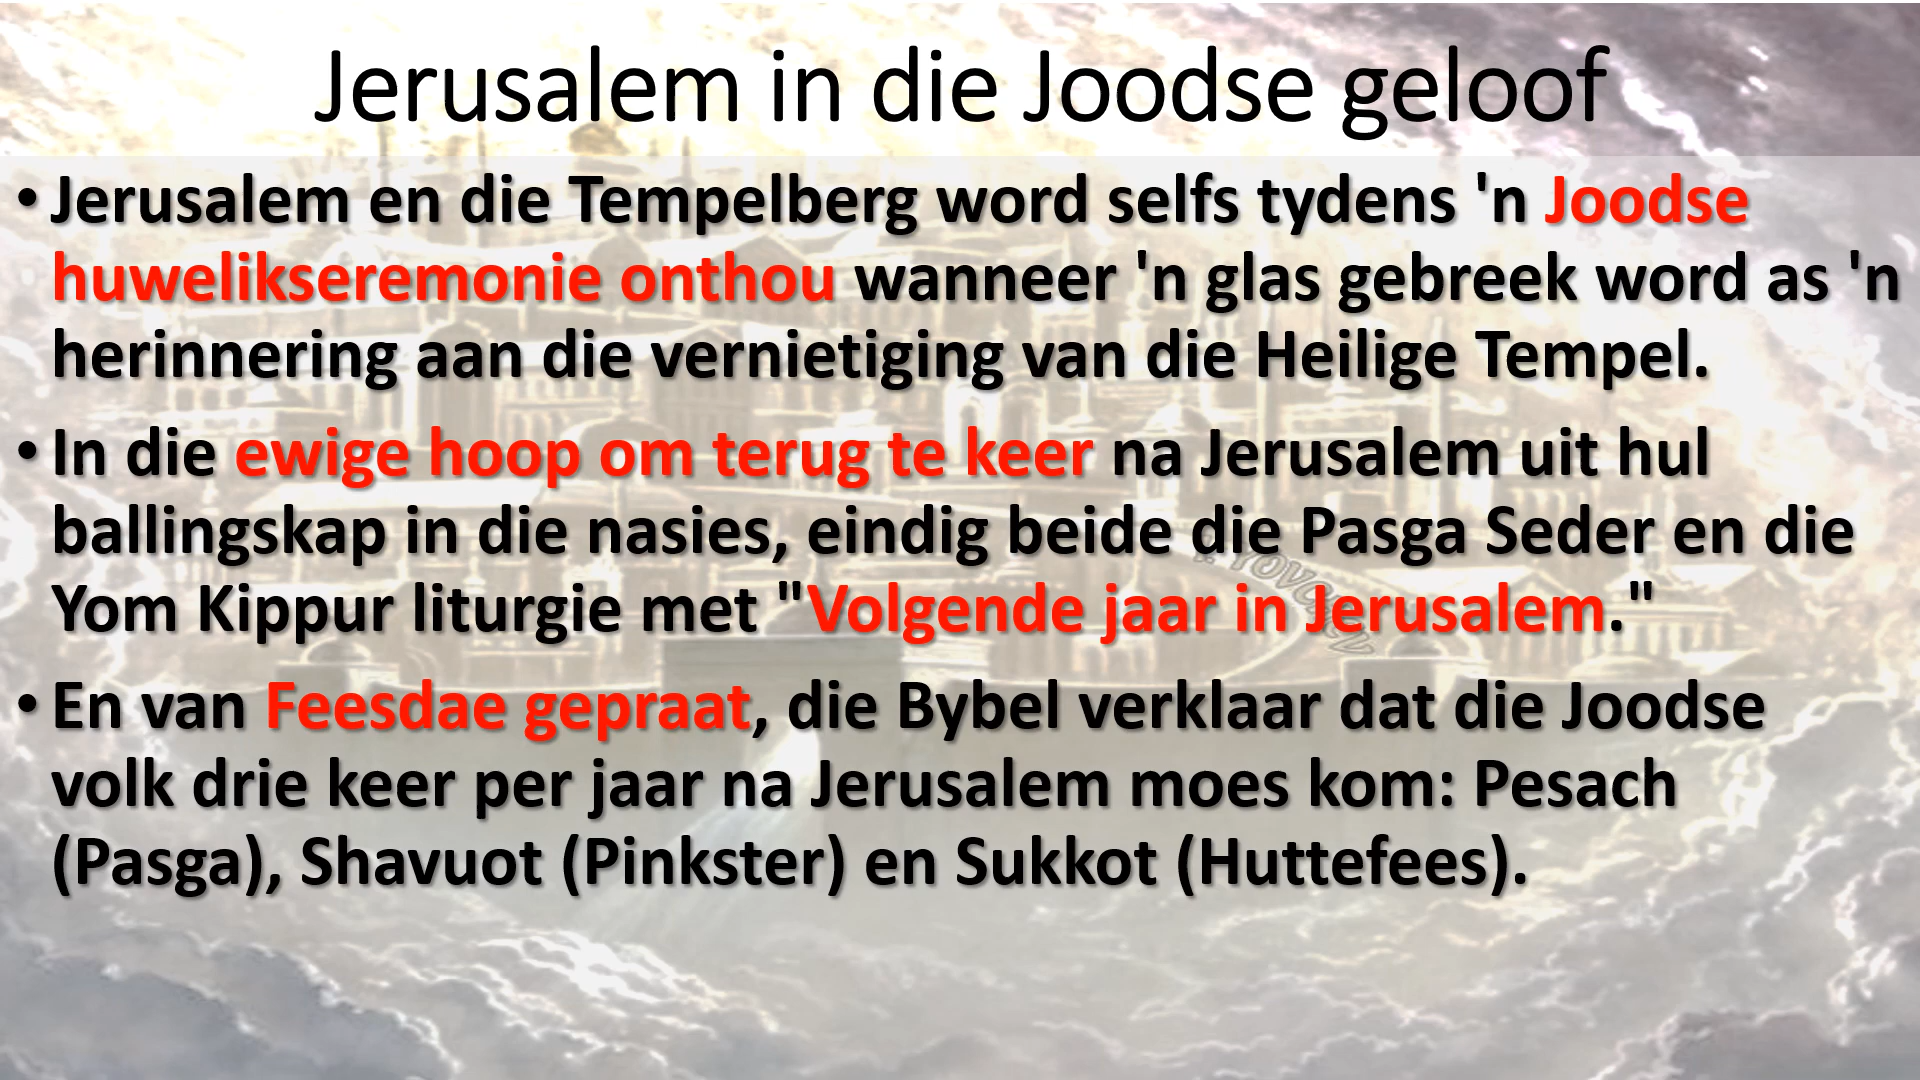 Jerusalem in die Joodse geloof
• Jerusalem en die Tempelberg word selfs tydens 'n Joodse
huwelikseremonie onthou wanneer 'n glas gebreek word as 'n
herinnering aan die vernietiging van die Heilige Tempel.
• In die ewige hoop om terug te keer na Jerusalem uit hul
ballingskap in die nasies, eindig beide die Pasga Seder en die
Yom Kippur liturgie met "Volgende jaar in Jerusalem."
• En van Feesdae gepraat, die Bybel verklaar dat die Joodse
volk drie keer per jaar na Jerusalem moes kom: Pesach
(Pasga), Shavuot (Pinkster) en Sukkot (Huttefees).